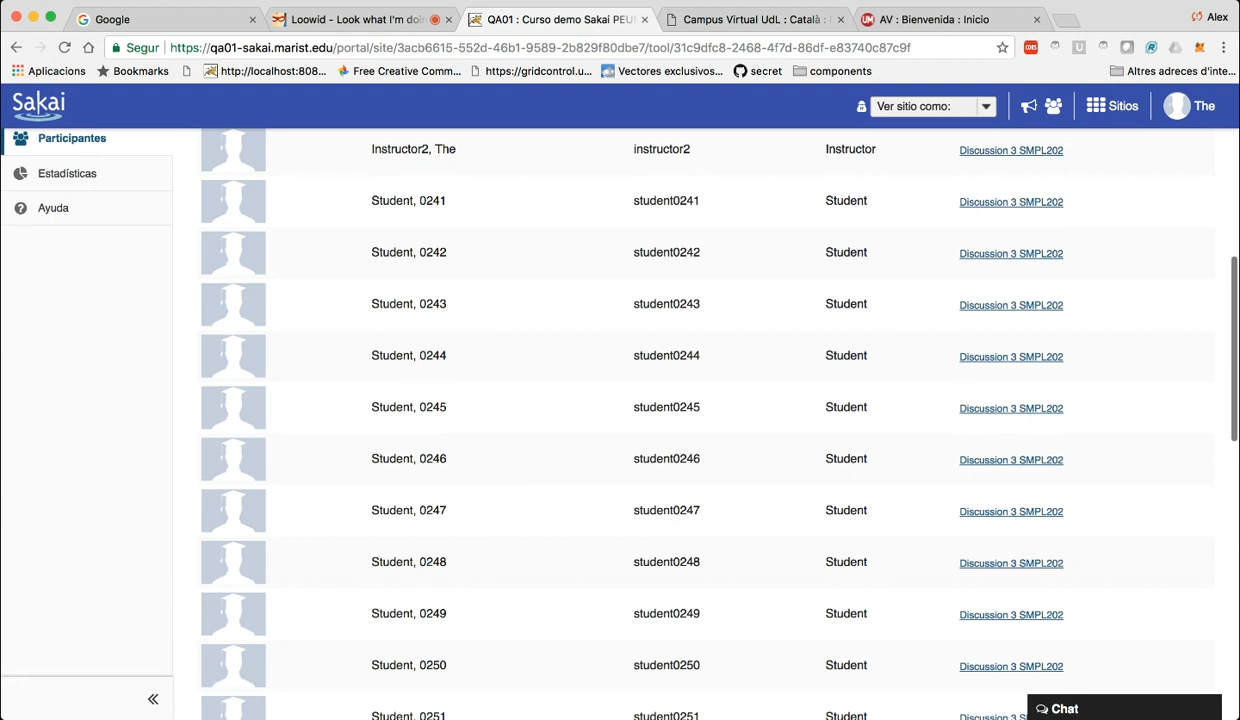 Google
Loowid - Look what I'm doin
QA01 : Curso demo Sakai PEU
Campus Virtual UdL : Català :
AV : Bienvenida : Inicio
Alex
Segur
https://qa01-sakai.marist.edu/portal/site/3acb6615-552d-46b1-9589-2b829f80dbe7/tool/31c9dfc8-2468-4f7d-86df-e83740c87c9f
Aplicacions
Bookmarks
http://localhost:808...
Free Creative Comm...
https://gridcontrol.u...
Vectores exclusivos...
secret
components
Altres adreces d'inte...
Sakai
Ver sitio como:
Sitios
The
Participantes
Estadísticas
Ayuda
Instructor2, The instructor2 Instructor Discussion 3 SMPL202
Student, 0241 student0241 Student Discussion 3 SMPL202
Student, 0242 student0242 Student Discussion 3 SMPL202
Student, 0243 student0243 Student Discussion 3 SMPL202
Student, 0244 student0244 Student Discussion 3 SMPL202
Student, 0245 student0245 Student Discussion 3 SMPL202
Student, 0246 student0246 Student Discussion 3 SMPL202
Student, 0247 student0247 Student Discussion 3 SMPL202
Student, 0248 student0248 Student Discussion 3 SMPL202
Student, 0249 student0249 Student Discussion 3 SMPL202
Student, 0250 student0250 Student Discussion 3 SMPL202
Student, 0251 student0251 Student Discussion 3 SM
Chat